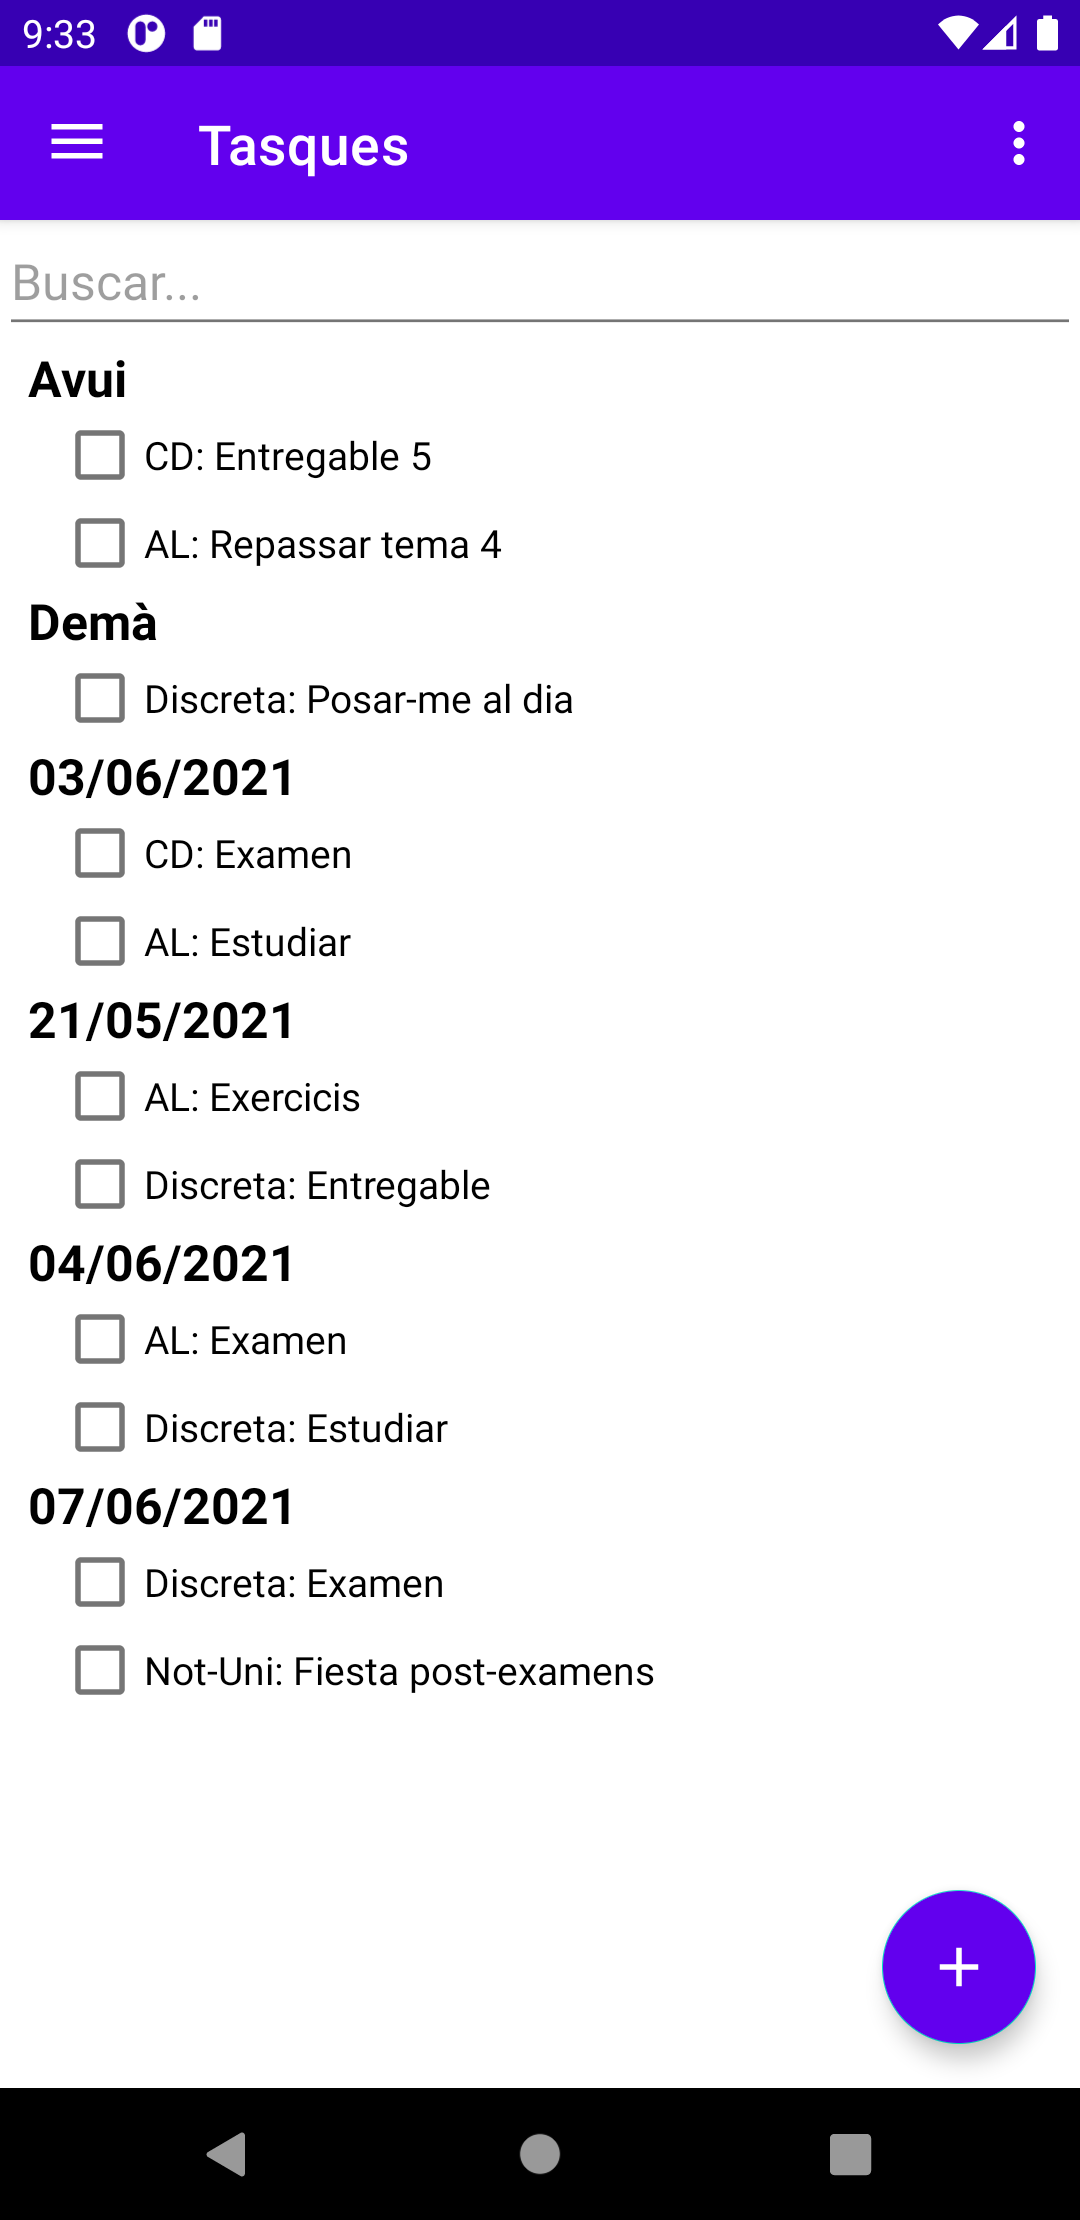 9:33
Tasques
Buscar...
Avui
CD: Entregable 5
AL: Repassar tema 4
Demà
Discreta: Posar-me al dia
03/06/2021
CD: Examen
AL: Estudiar
21/05/2021
AL: Exercicis
Discreta: Entregable
04/06/2021
AL: Examen
Discreta: Estudiar
07/06/2021
Discreta: Examen
Not-Uni: Fiesta post-examens